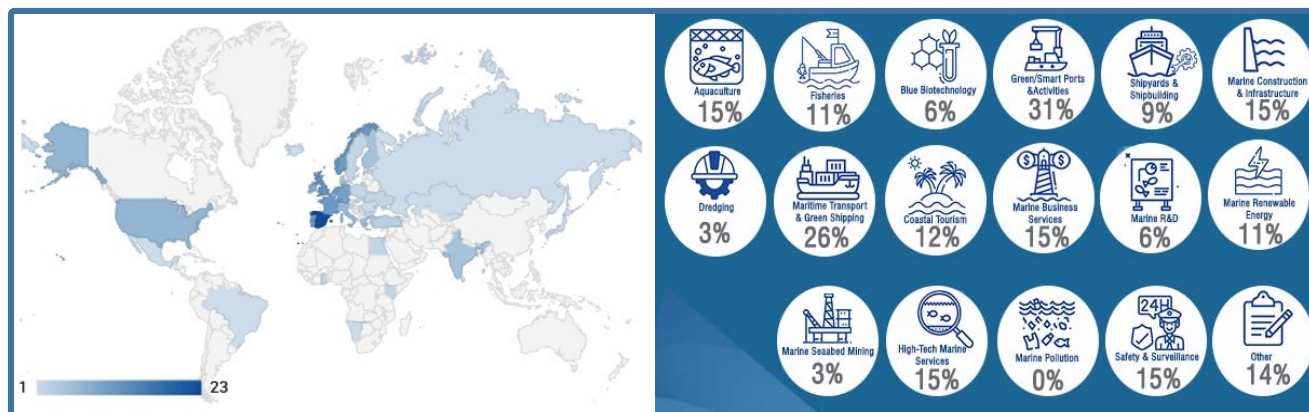 1
23
Aquaculture
15%
Fisheries
11%
Blue Biotechnology
6%
Green/Smart Ports
&Activities
31%
Shipyards &
Shipbuilding
9%
Marine Construction
& Infrastructure
15%
Dredging
3%
Maritime Transport
& Green Shipping
26%
Coastal Tourism
12%
Marine Business
Services
15%
Marine R&D
6%
Marine Renewable
Energy
11%
Marine Seaabed Mining
3%
High-Tech Marine
Services
15%
Marine Pollution
0%
24H
Safety & Surveillance
15%
Other
14%